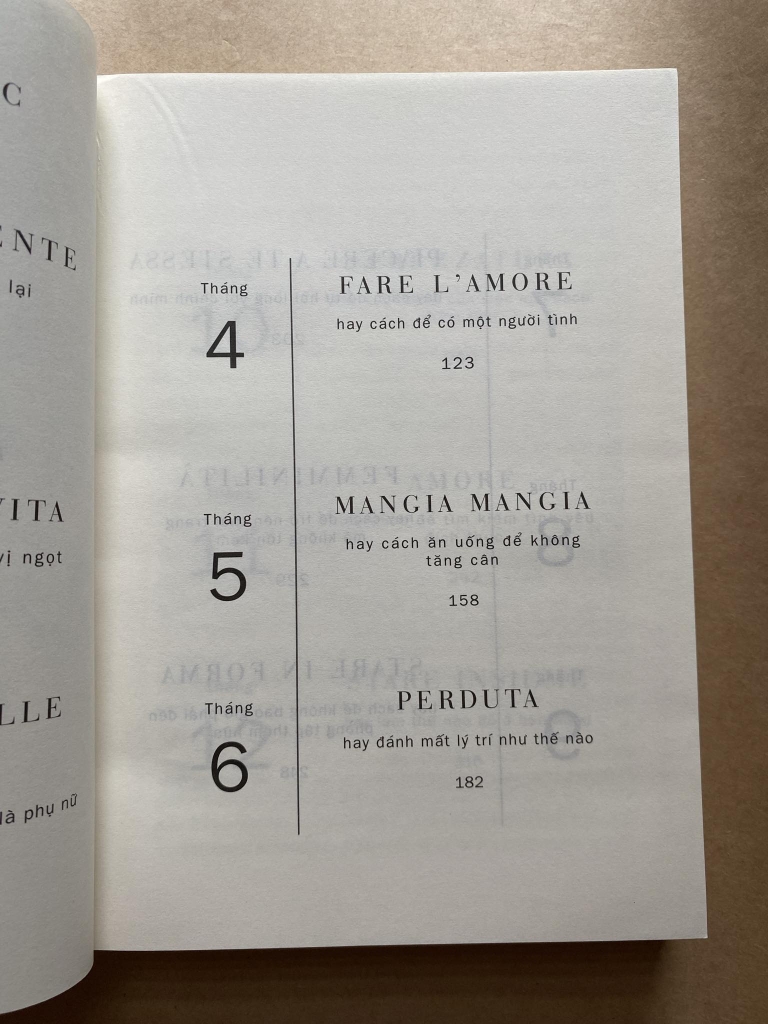 C
ENTE
lại
VITA
vị ngọt
LLE
là phụ nữ
Tháng
4
FARE L'AMORE
hay cách để có một người tình
123
Tháng
5
MANGIA MANGIA
hay cách ăn uống để không
tăng cân
158
Tháng
6
PERDUTA
hay đánh mất lý trí như thế nào
182